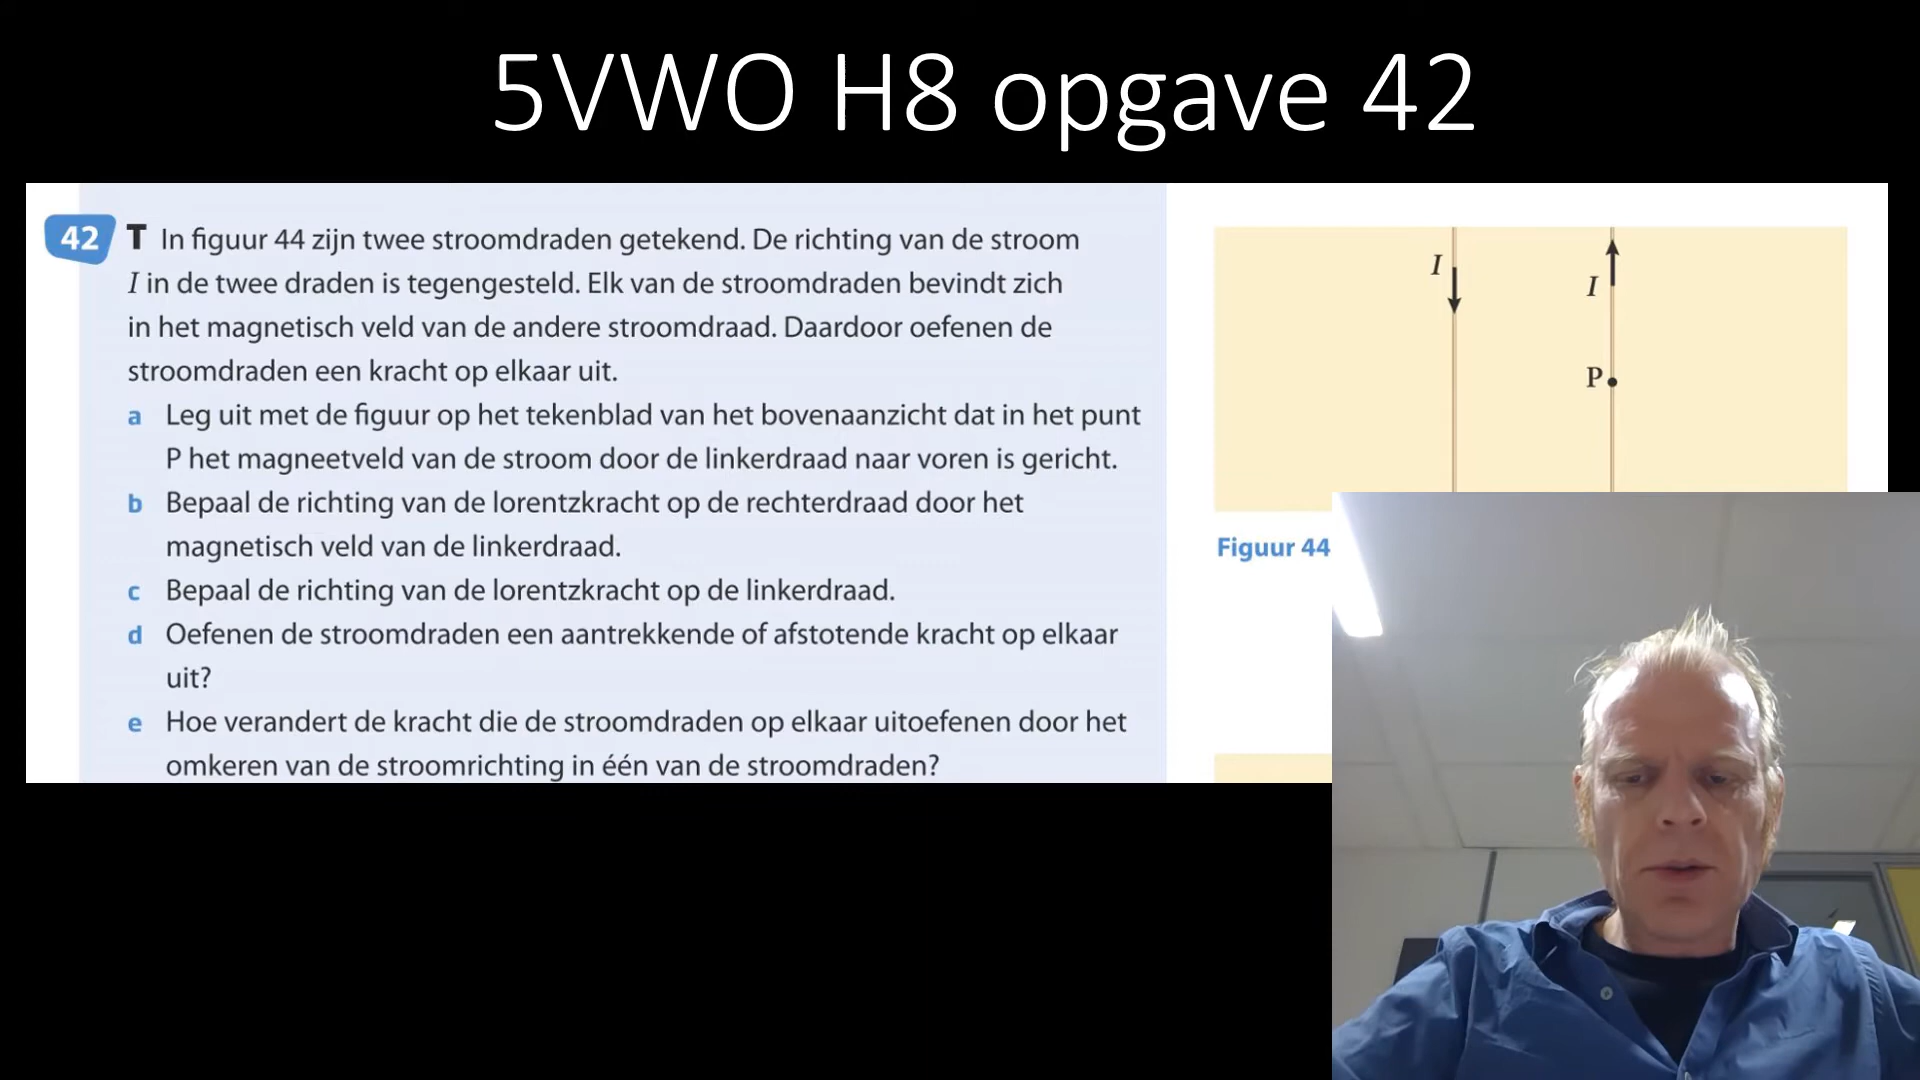 5VWO H8 opgave 42
42 T In figuur 44 zijn twee stroomdraden getekend. De richting van de stroom
I in de twee draden is tegengesteld. Elk van de stroomdraden bevindt zich
in het magnetisch veld van de andere stroomdraad. Daardoor oefenen de
stroomdraden een kracht op elkaar uit.
a Leg uit met de figuur op het tekenblad van het bovenaanzicht dat in het punt
P het magneetveld van de stroom door de linkerdraad naar voren is gericht.
b Bepaal de richting van de lorentzkracht op de rechterdraad door het
magnetisch veld van de linkerdraad.
c Bepaal de richting van de lorentzkracht op de linkerdraad.
d Oefenen de stroomdraden een aantrekkende of afstotende kracht op elkaar
uit?
e Hoe verandert de kracht die de stroomdraden op elkaar uitoefenen door het
omkeren van de stroomrichting in één van de stroomdraden?
I
I
P
Figuur 44